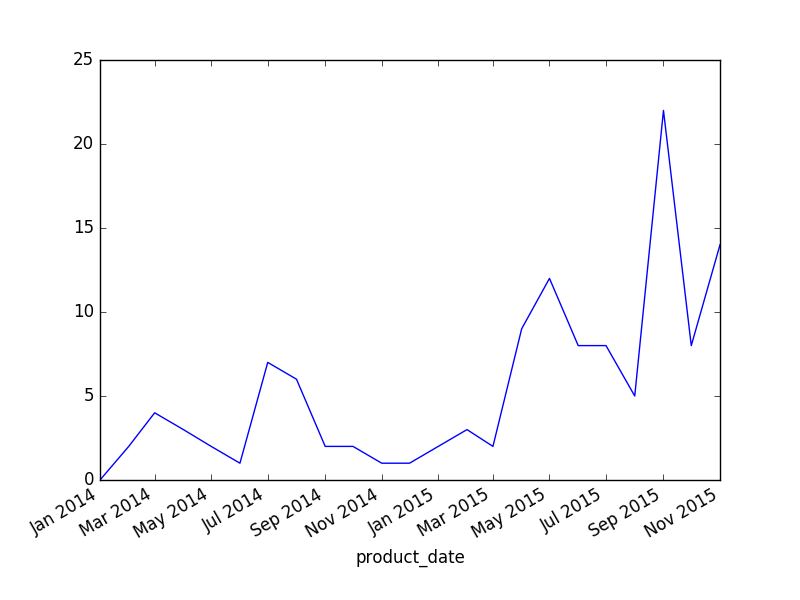 25
20
15
10
5
0
Jan 2014
Mar 2014
May 2014
Jul 2014
Sep 2014
Nov 2014
Jan 2015
Mar 2015
May 2015
Jul 2015
Sep 2015
Nov 2015
product_date